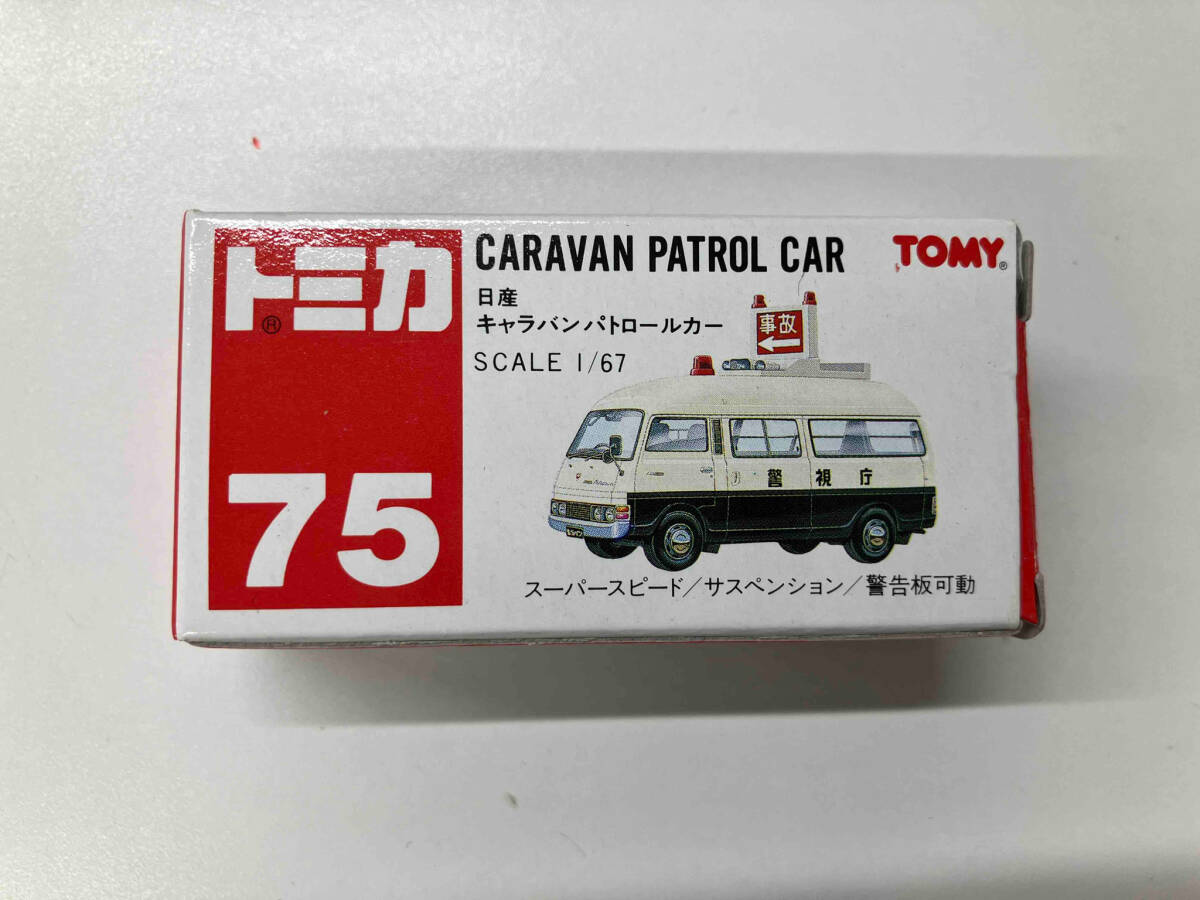 トミカ®
75
CARAVAN PATROL CAR
TOMY®
日産
キャラバンパトロールカー
SCALE 1/67
事故
警視庁
スーパースピード/サスペンション/警告板可動